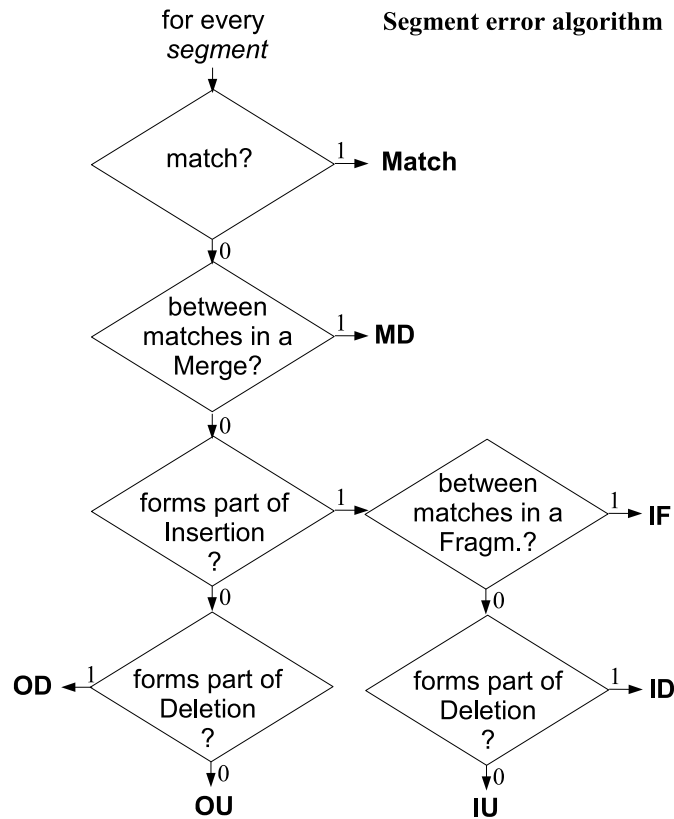 for every
segment
Segment error algorithm
match?
1
Match
0
between
matches in a
Merge?
1
MD
0
forms part of
Insertion
?
1
between
matches in a
Fragm.?
1
IF
0
0
OD
1
forms part of
Deletion
?
forms part of
Deletion
?
1
ID
0
OU
0
IU